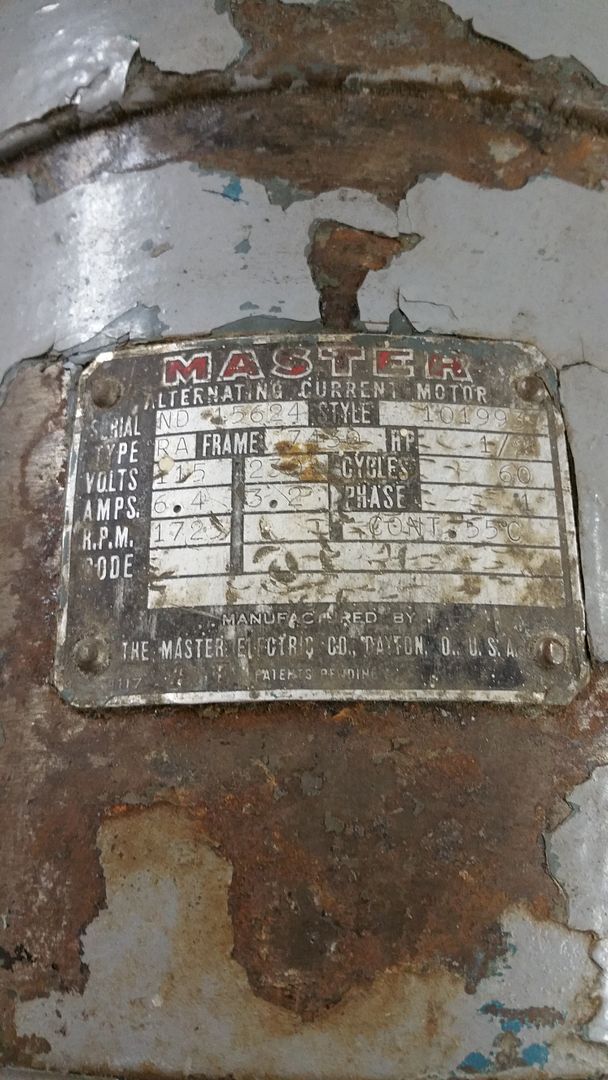 MASTER
ALTERNATING CURRENT MOTOR
SERIAL ND 15624 STYLE
TYPE RA FRAME HP
VOLTS 115 CYCLES 60
AMPS. 6.4 3.2 PHASE 1
R.P.M. 1725 CONT. 55C
CODE
MANUFACTURED BY
THE MASTER ELECTRIC CO., DAYTON, O., U.S.A.
PATENTS PENDING